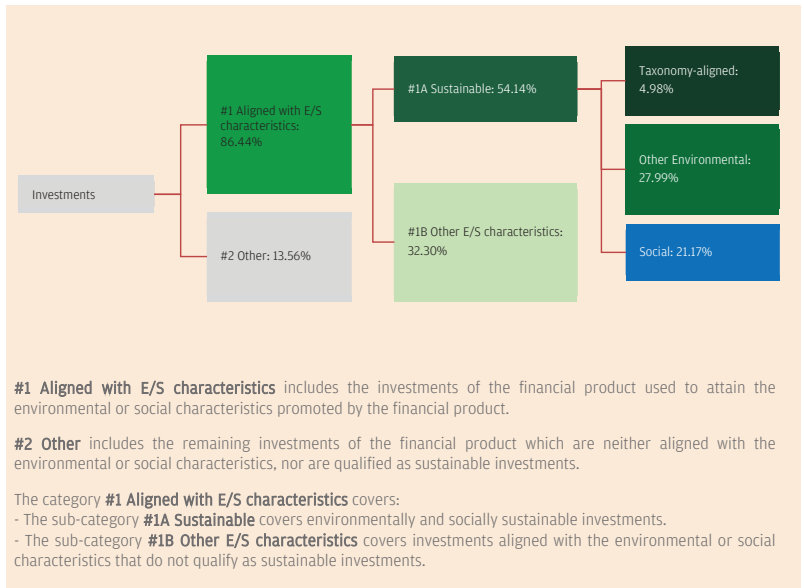 Investments
#1 Aligned with E/S
characteristics:
86.44%
#2 Other: 13.56%
#1A Sustainable: 54.14%
#1B Other E/S characteristics:
32.30%
Taxonomy-aligned:
4.98%
Other Environmental:
27.99%
Social: 21.17%
#1 Aligned with E/S characteristics includes the investments of the financial product used to attain the
environmental or social characteristics promoted by the financial product.
#2 Other includes the remaining investments of the financial product which are neither aligned with the
environmental or social characteristics, nor are qualified as sustainable investments.
The category #1 Aligned with E/S characteristics covers:
- The sub-category #1A Sustainable covers environmentally and socially sustainable investments.
- The sub-category #1B Other E/S characteristics covers investments aligned with the environmental or social
characteristics that do not qualify as sustainable investments.